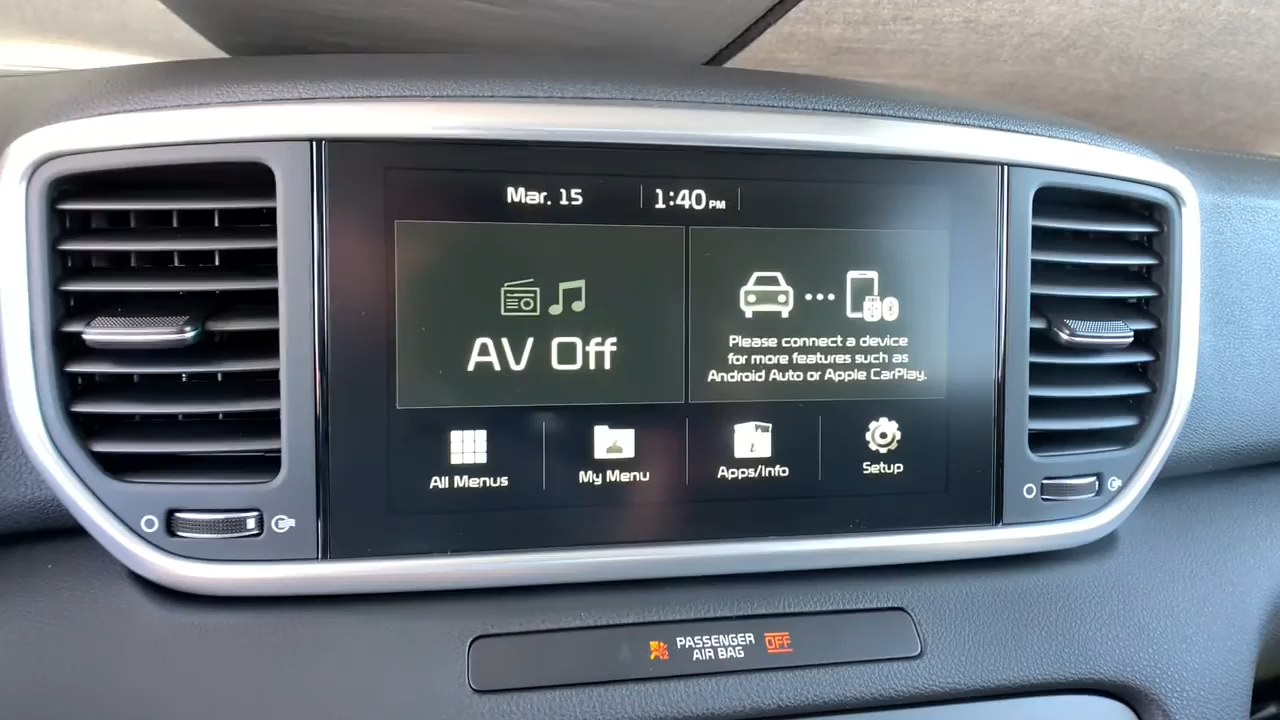 Mar. 15
1:40 PM
AV Off
Please connect a device
for more features such as
Android Auto or Apple CarPlay.
All Menus
My Menu
Apps/Info
Setup
PASSENGER
AIR BAG
OFF